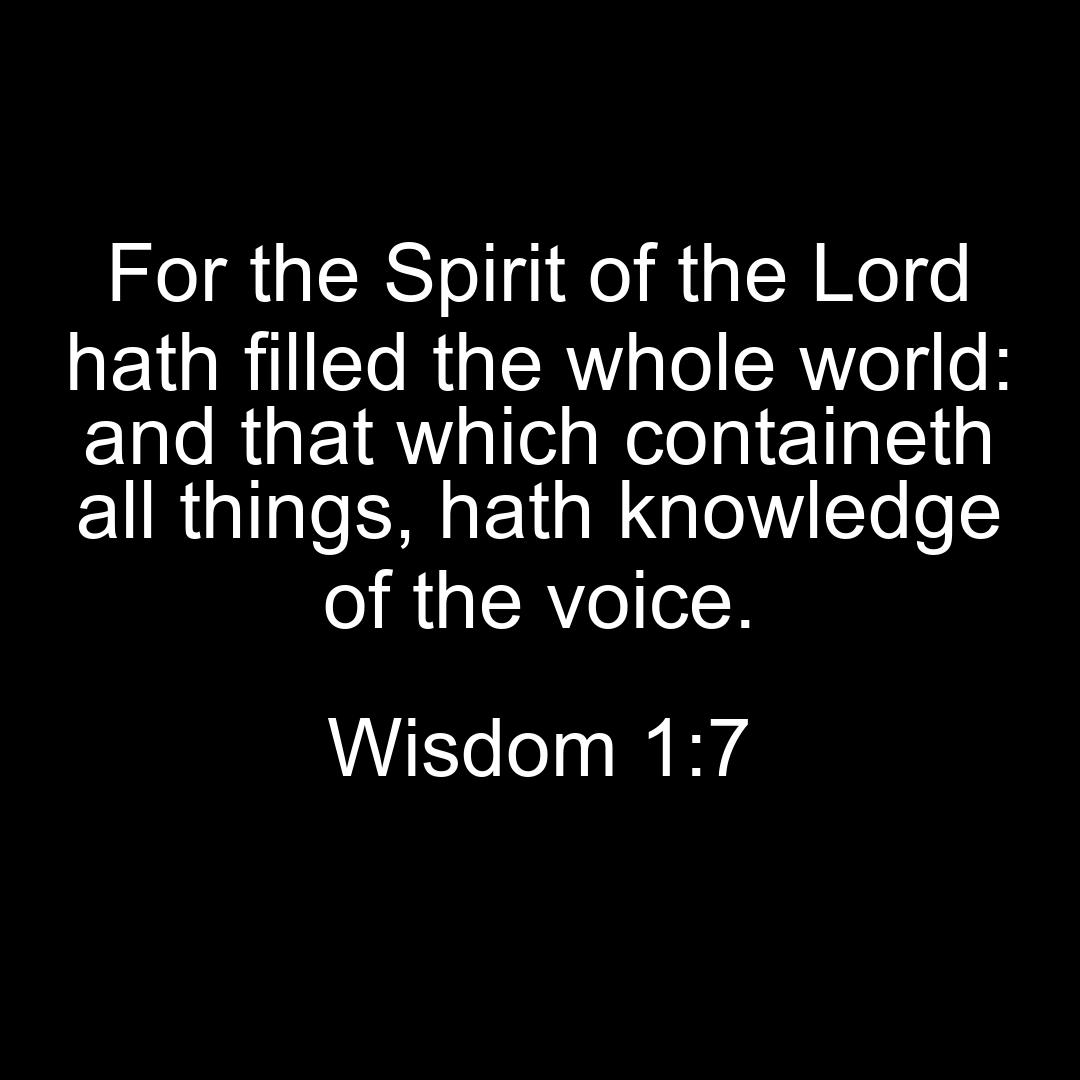 For the Spirit of the Lord
hath filled the whole world:
and that which containeth
all things, hath knowledge
of the voice.
Wisdom 1:7